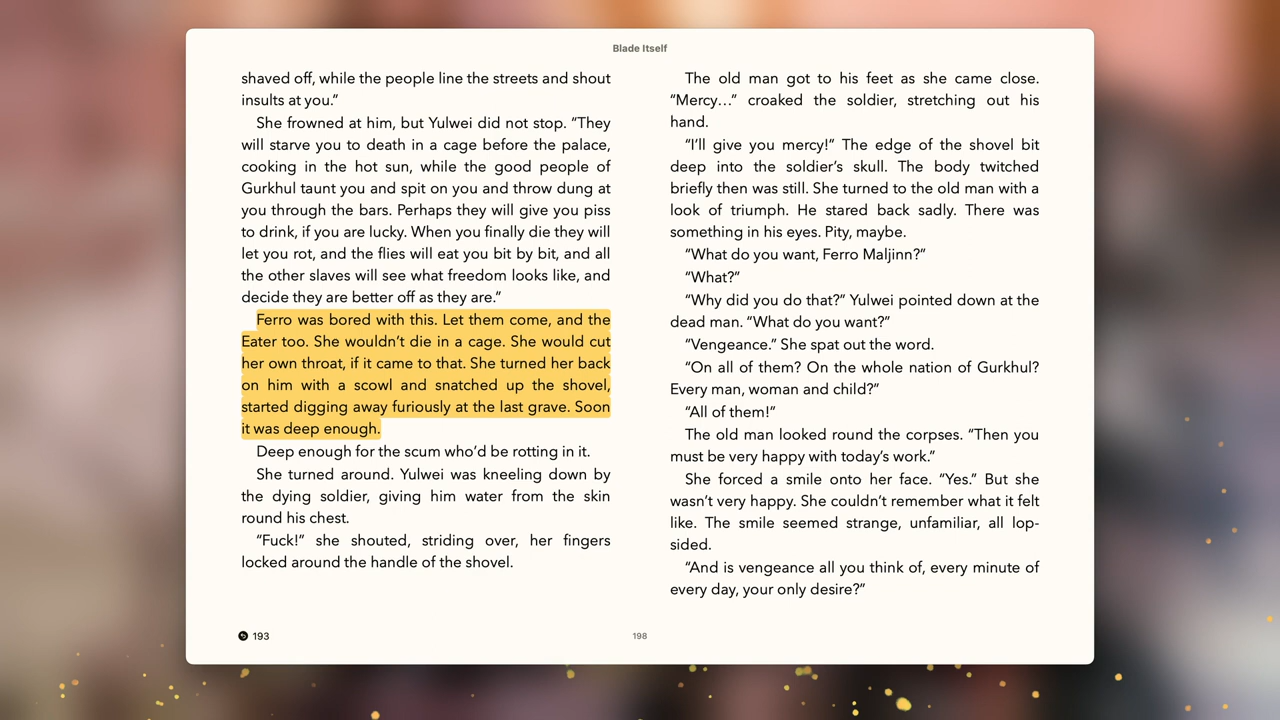 Blade Itself
shaved off, while the people line the streets and shout
insults at you.”
She frowned at him, but Yulwei did not stop. “They
will starve you to death in a cage before the palace,
cooking in the hot sun, while the good people of
Gurkhul taunt you and spit on you and throw dung at
you through the bars. Perhaps they will give you piss
to drink, if you are lucky. When you finally die they will
let you rot, and the flies will eat you bit by bit, and all
the other slaves will see what freedom looks like, and
decide they are better off as they are.”
Ferro was bored with this. Let them come, and the
Eater too. She wouldn’t die in a cage. She would cut
her own throat, if it came to that. She turned her back
on him with a scowl and snatched up the shovel,
started digging away furiously at the last grave. Soon
it was deep enough.
Deep enough for the scum who’d be rotting in it.
She turned around. Yulwei was kneeling down by
the dying soldier, giving him water from the skin
round his chest.
“Fuck!” she shouted, striding over, her fingers
locked around the handle of the shovel.
The old man got to his feet as she came close.
“Mercy…” croaked the soldier, stretching out his
hand.
“I’ll give you mercy!” The edge of the shovel bit
deep into the soldier’s skull. The body twitched
briefly then was still. She turned to the old man with a
look of triumph. He stared back sadly. There was
something in his eyes. Pity, maybe.
“What do you want, Ferro Maljinn?”
“What?”
“Why did you do that?” Yulwei pointed down at the
dead man. “What do you want?”
“Vengeance.” She spat out the word.
“On all of them? On the whole nation of Gurkhul?
Every man, woman and child?”
“All of them!”
The old man looked round the corpses. “Then you
must be very happy with today’s work.”
She forced a smile onto her face. “Yes.” But she
wasn’t very happy. She couldn’t remember what it felt
like. The smile seemed strange, unfamiliar, all lop-
sided.
“And is vengeance all you think of, every minute of
every day, your only desire?”
193
198